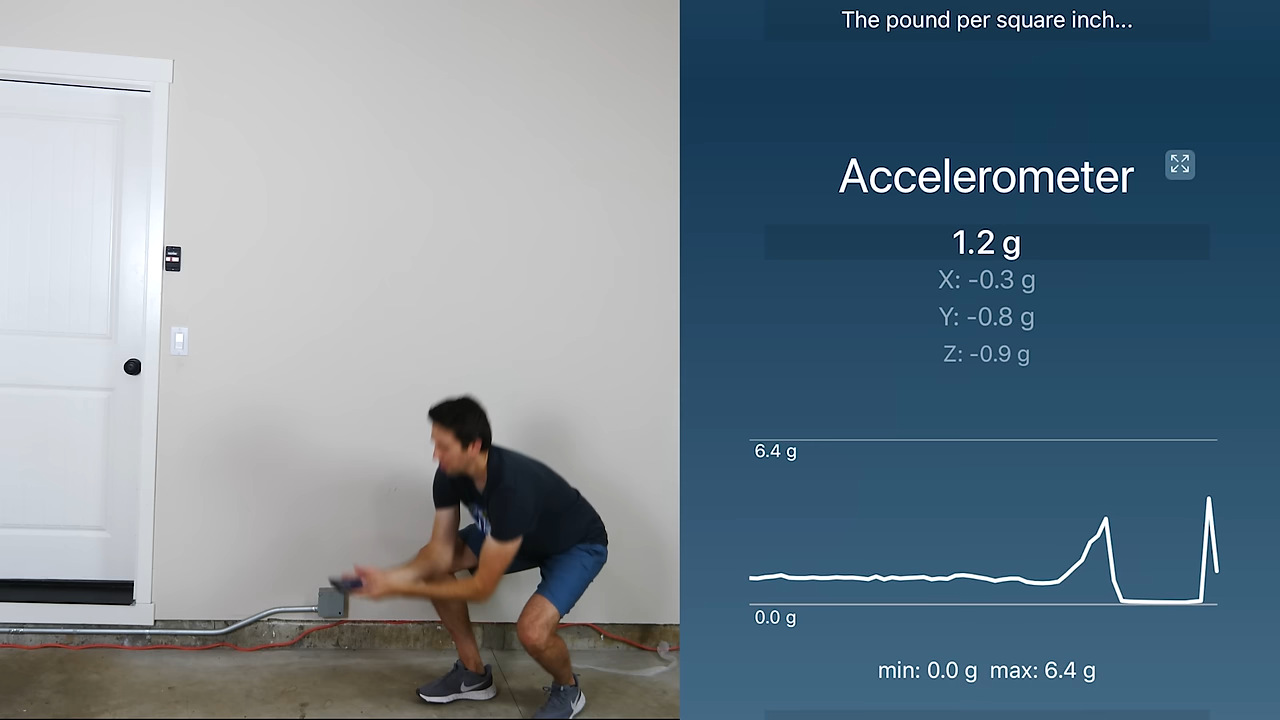 The pound per square inch...
Accelerometer
1.2 g
X: -0.3 g
Y: -0.8 g
Z: -0.9 g
6.4 g
0.0 g
min: 0.0 g max: 6.4 g